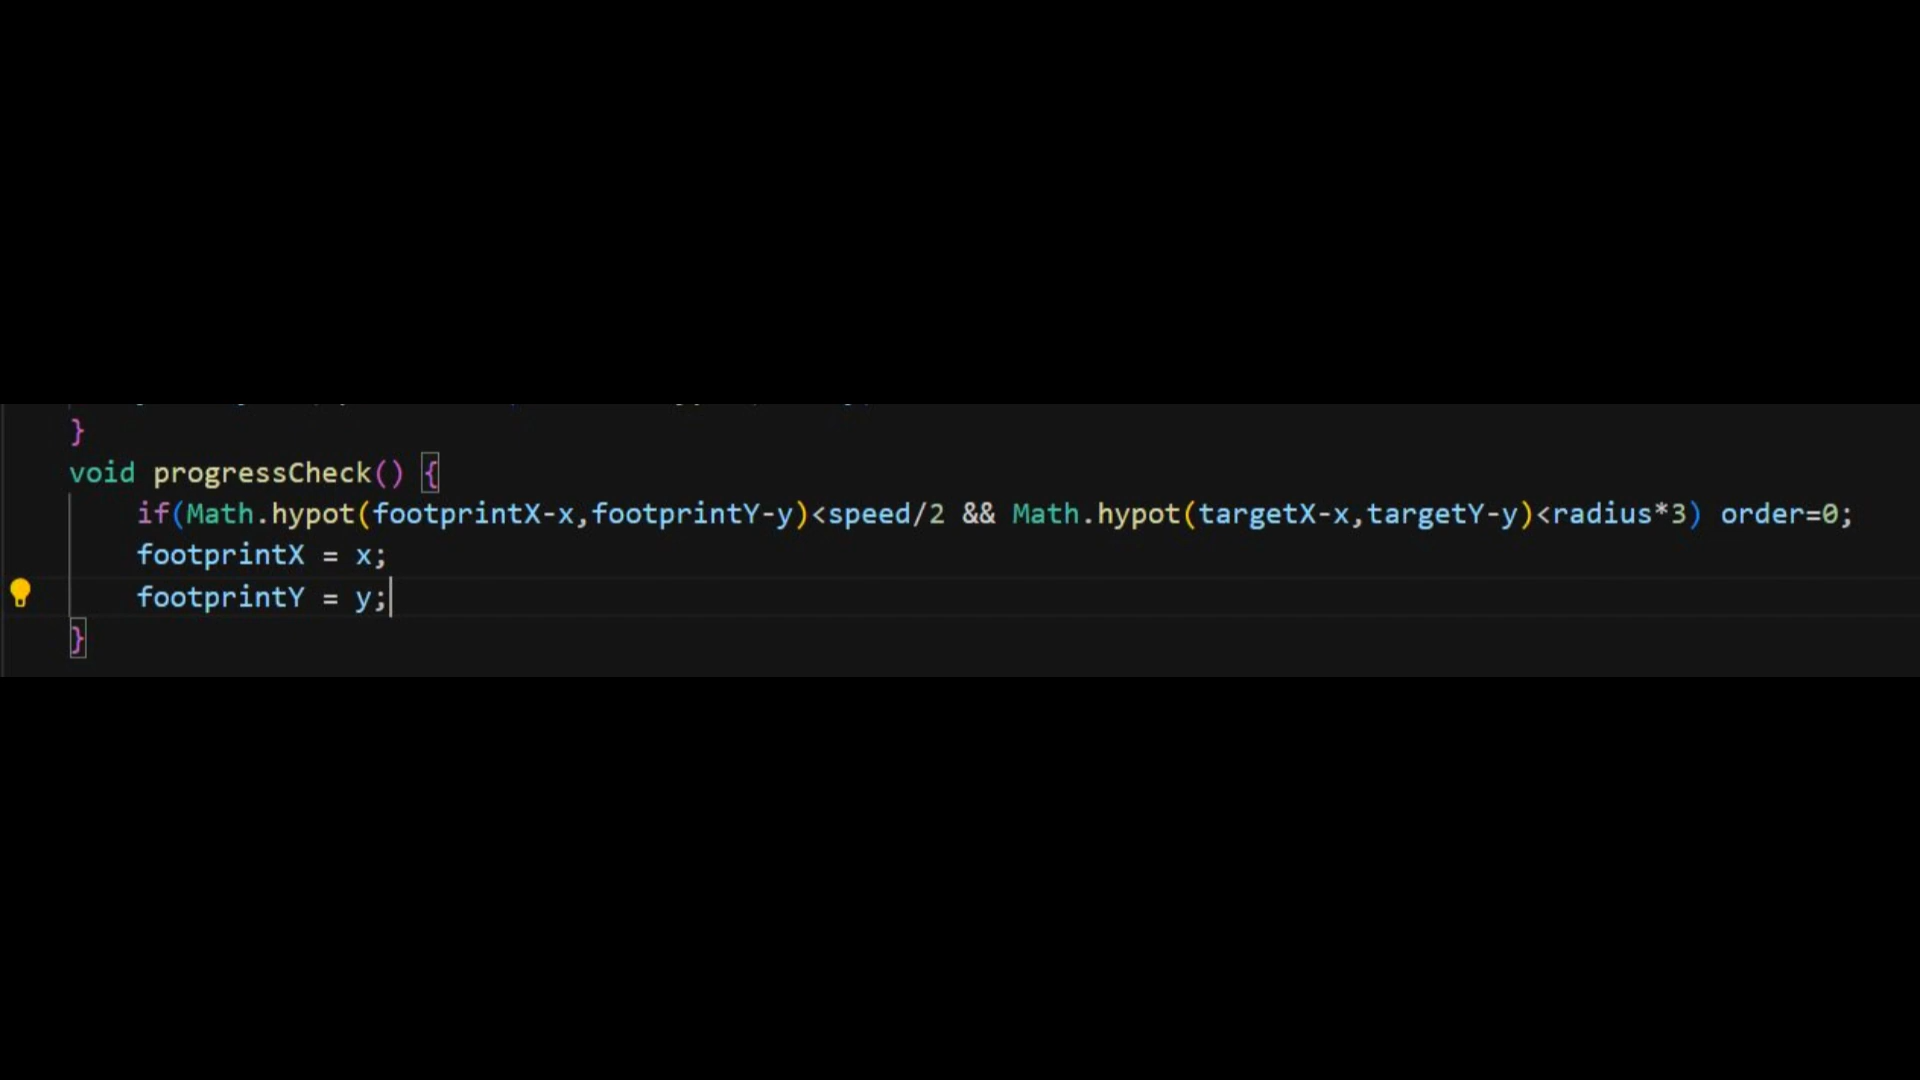 }
void progressCheck() {
if(Math.hypot(footprintX-x,footprintY-y)<speed/2 && Math.hypot(targetX-x,targetY-y)<radius*3) order=0;
footprintX = x;
footprintY = y;
}